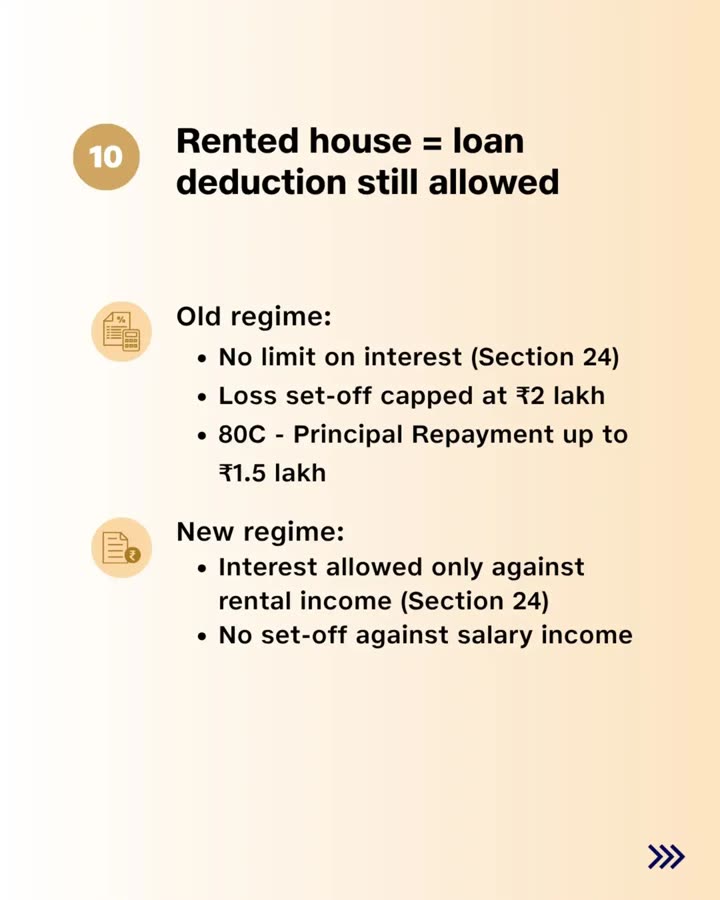 10
Rented house = loan
deduction still allowed
%
Old regime:
• No limit on interest (Section 24)
• Loss set-off capped at ₹2 lakh
• 80C - Principal Repayment up to
₹1.5 lakh
₹
New regime:
• Interest allowed only against
rental income (Section 24)
• No set-off against salary income